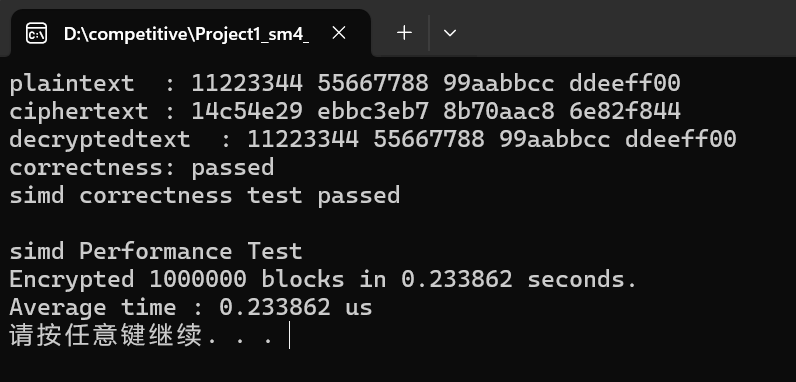 D:\competitive\Project1_sm4_
plaintext  : 11223344 55667788 99aabbcc ddeeff00
ciphertext : 14c54e29 ebbc3eb7 8b70aac8 6e82f844
decryptedtext  : 11223344 55667788 99aabbcc ddeeff00
correctness: passed
simd correctness test passed
simd Performance Test
Encrypted 1000000 blocks in 0.233862 seconds.
Average time : 0.233862 us
请按任意键继续. . .